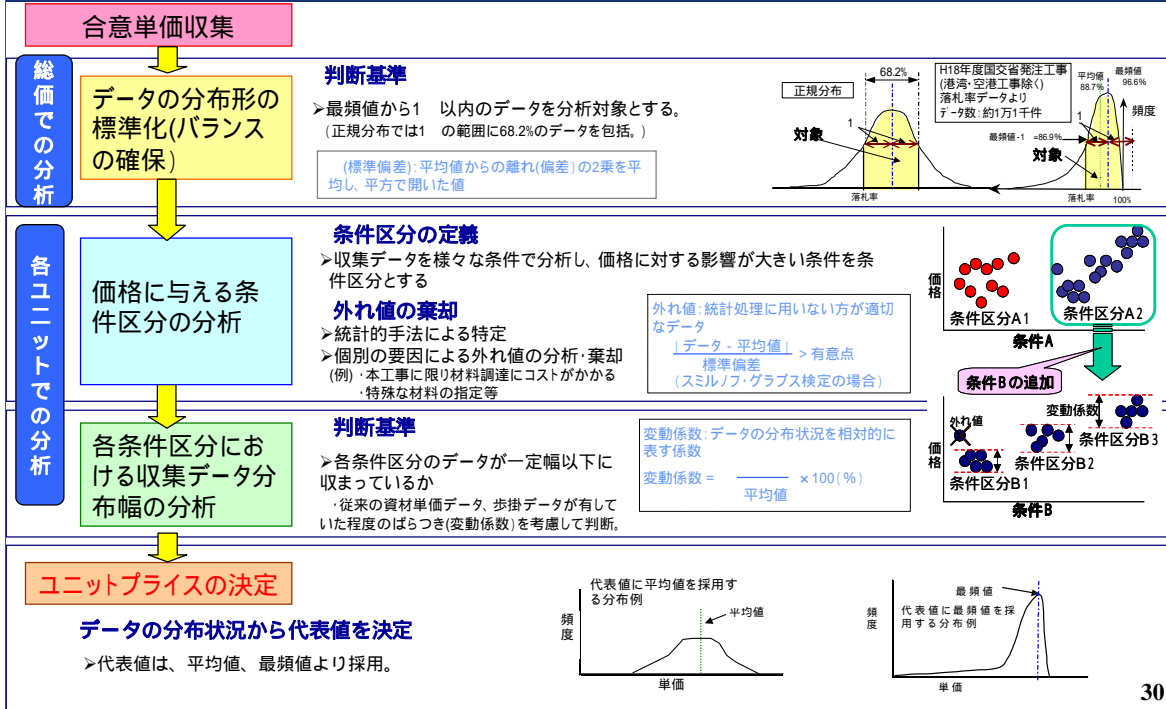 合意単価収集
総価での分析
データの分布形の
標準化(バランス
の確保)
判断基準
➢最頻値から1 以内のデータを分析対象とする。
(正規分布では1 の範囲に68.2%のデータを包括。)
(標準偏差):平均値からの離れ(偏差)の2乗を平
均し、平方で開いた値
正規分布
68.2%
1
対象
落札率
H18年度国交省発注工事
(港湾・空港工事除く)
落札率データより
データ数:約1万1千件
平均値
88.7%
最頻値
96.6%
頻度
1
最頻値-1 =86.9%
対象
落札率
100%
各ユニットでの分析
価格に与える条
件区分の分析
条件区分の定義
➢収集データを様々な条件で分析し、価格に対する影響が大きい条件を条
件区分とする
外れ値の棄却
➢統計的手法による特定
➢個別の要因による外れ値の分析・棄却
(例)・本工事に限り材料調達にコストがかかる
・特殊な材料の指定等
外れ値:統計処理に用いない方が適切
なデータ
|データ - 平均値|
標準偏差
> 有意点
(スミルノフ・グラブス検定の場合)
価格
条件区分A1
条件区分A2
条件A
条件Bの追加
各条件区分にお
ける収集データ分
布幅の分析
判断基準
➢各条件区分のデータが一定幅以下に
収まっているか
・従来の資材単価データ、歩掛データが有して
いた程度のばらつき(変動係数)を考慮して判断。
変動係数:データの分布状況を相対的に
表す係数
変動係数 = ×100(%)
平均値
価格
外れ値
変動係数
条件区分B1
条件区分B2
条件区分B3
条件B
ユニットプライスの決定
データの分布状況から代表値を決定
➢代表値は、平均値、最頻値より採用。
代表値に平均値を採用す
る分布例
平均値
頻度
単価
最頻値
代表値に最頻値を採
用する分布例
頻度
単価
30